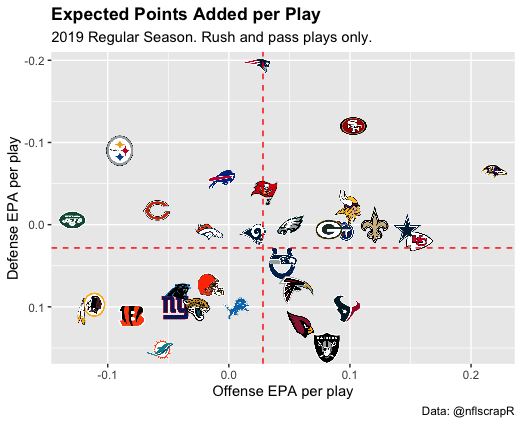 Expected Points Added per Play
2019 Regular Season. Rush and pass plays only.
Defense EPA per play
-0.2
-0.1
0.0
0.1
-0.1
0.0
0.1
0.2
Offense EPA per play
Data: @nflscrapR